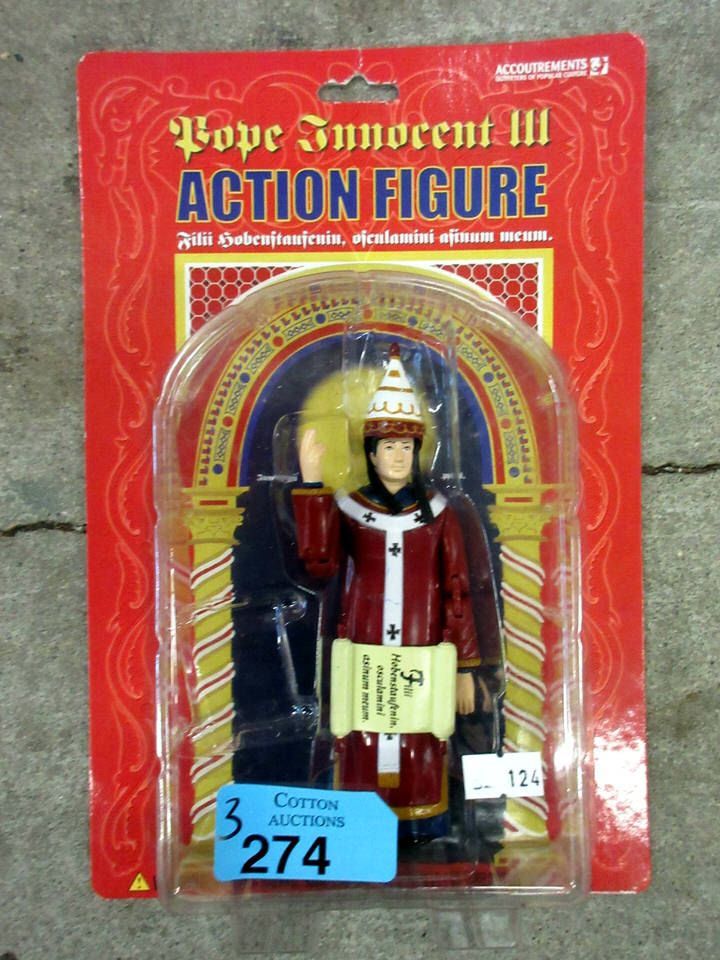 ACCOUTREMENTS
OUTFITTERS OF POPULAR CULTURE
Pope Innocent III
ACTION FIGURE
Filii Hohenſtaufenin, oſculamini aſinum meum.
Filii
Hohenstaufenin,
osculamini
asinum meum.
124
3
COTTON
AUCTIONS
274